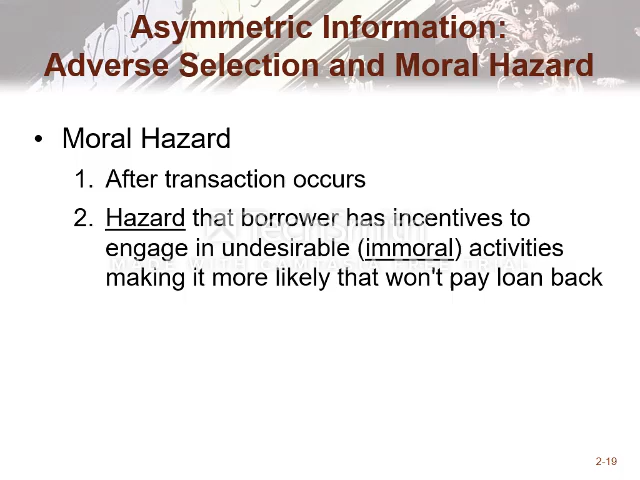 Asymmetric Information:
Adverse Selection and Moral Hazard
• Moral Hazard
1. After transaction occurs
2. Hazard that borrower has incentives to
engage in undesirable (immoral) activities
making it more likely that won't pay loan back
TechSmith
2-19